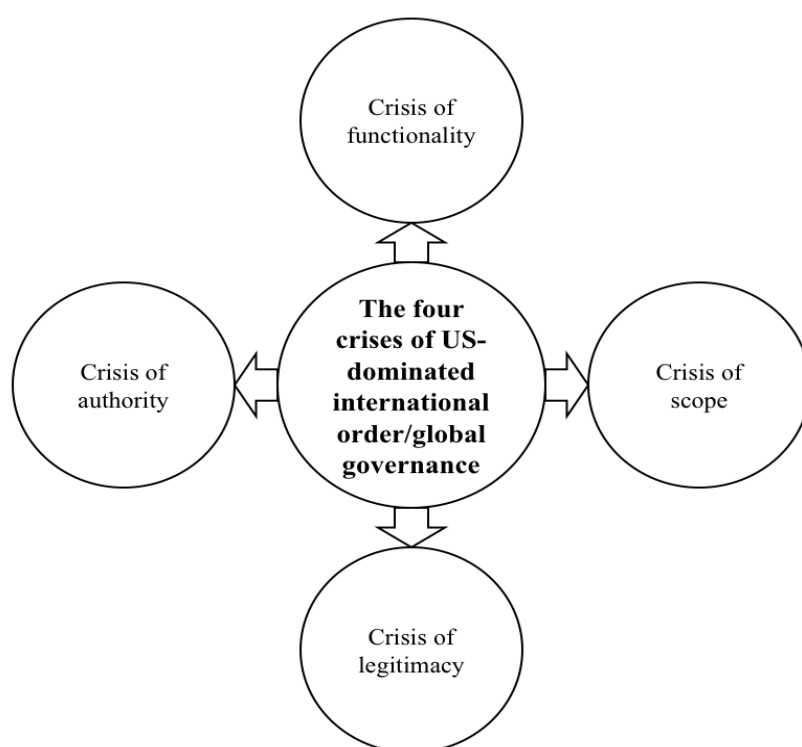 Crisis of
functionality
The four
crises of US-
dominated
international
order/global
governance
Crisis of
authority
Crisis of
scope
Crisis of
legitimacy